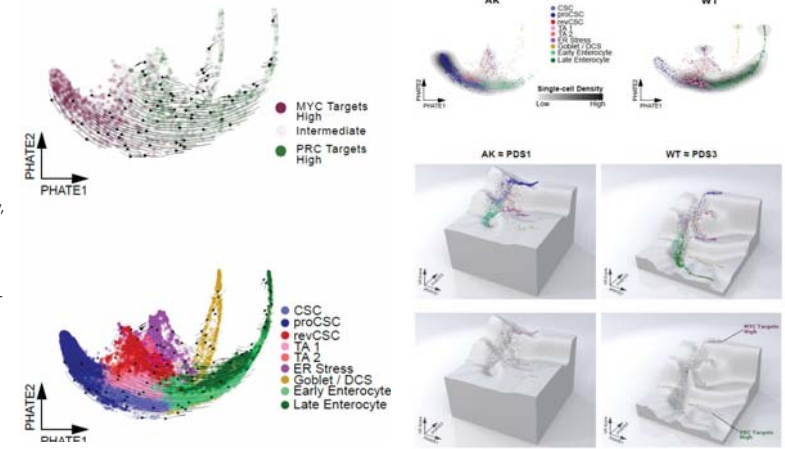 MYC Targets
High
Intermediate
PRC Targets
High
PHATE2
PHATE1
CSC
proCSC
revCSC
TA 1
TA 2
ER Stress
Goblet / DCS
Early Enterocyte
Late Enterocyte
PHATE2
PHATE1
AK
WT
CSC
proCSC
revCSC
TA 1
TA 2
ER Stress
Goblet / DCS
Early Enterocyte
Late Enterocyte
Single-cell Density
Low High
PHATE2
PHATE1
PHATE2
PHATE1
AK ≈ PDS1
WT ≈ PDS3
MYC Targets
High
PRC Targets
High